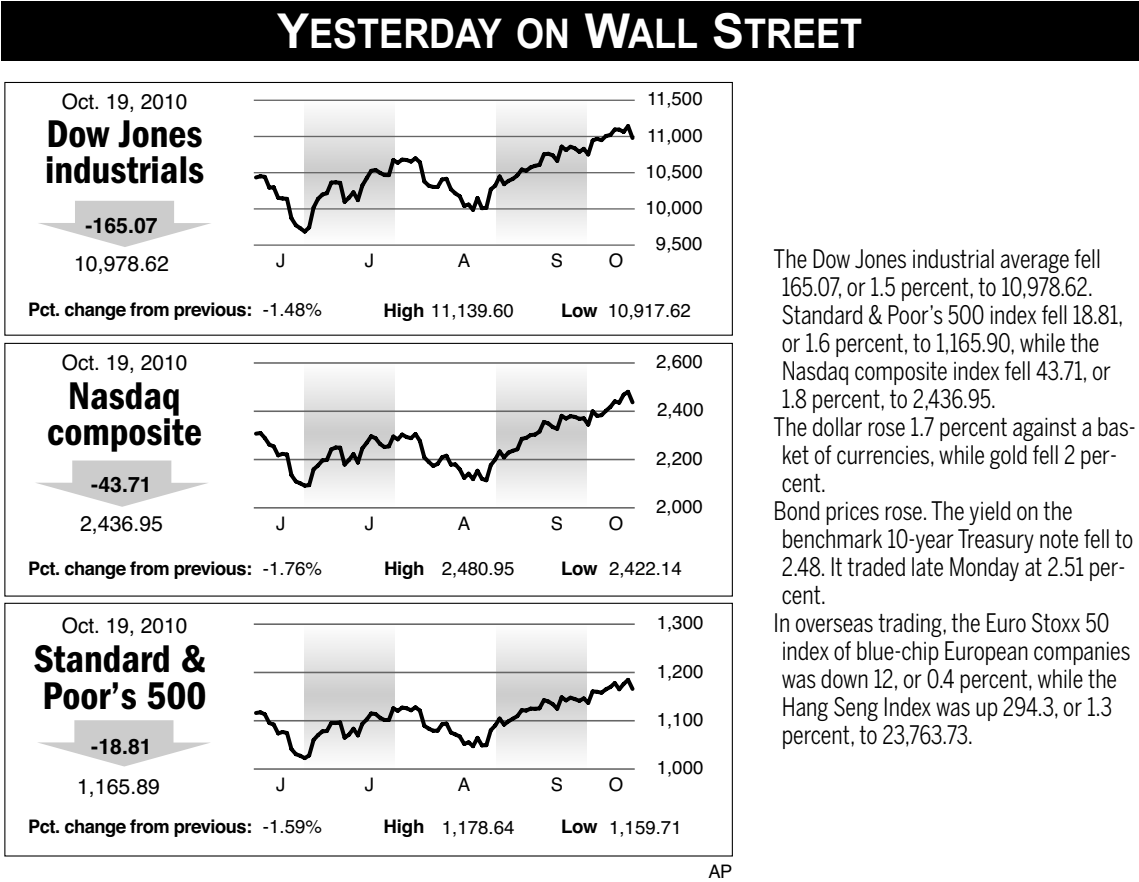 YESTERDAY ON WALL STREET
Oct. 19, 2010
Dow Jones
industrials
-165.07
10,978.62
11,500
11,000
10,500
10,000
9,500
J J A S O
Pct. change from previous: -1.48% High 11,139.60 Low 10,917.62
Oct. 19, 2010
Nasdaq
composite
-43.71
2,436.95
2,600
2,400
2,200
2,000
J J A S O
Pct. change from previous: -1.76% High 2,480.95 Low 2,422.14
Oct. 19, 2010
Standard &
Poor's 500
-18.81
1,165.89
1,300
1,200
1,100
1,000
J J A S O
Pct. change from previous: -1.59% High 1,178.64 Low 1,159.71
AP
The Dow Jones industrial average fell
165.07, or 1.5 percent, to 10,978.62.
Standard & Poor's 500 index fell 18.81,
or 1.6 percent, to 1,165.90, while the
Nasdaq composite index fell 43.71, or
1.8 percent, to 2,436.95.
The dollar rose 1.7 percent against a bas-
ket of currencies, while gold fell 2 per-
cent.
Bond prices rose. The yield on the
benchmark 10-year Treasury note fell to
2.48. It traded late Monday at 2.51 per-
cent.
In overseas trading, the Euro Stoxx 50
index of blue-chip European companies
was down 12, or 0.4 percent, while the
Hang Seng Index was up 294.3, or 1.3
percent, to 23,763.73.